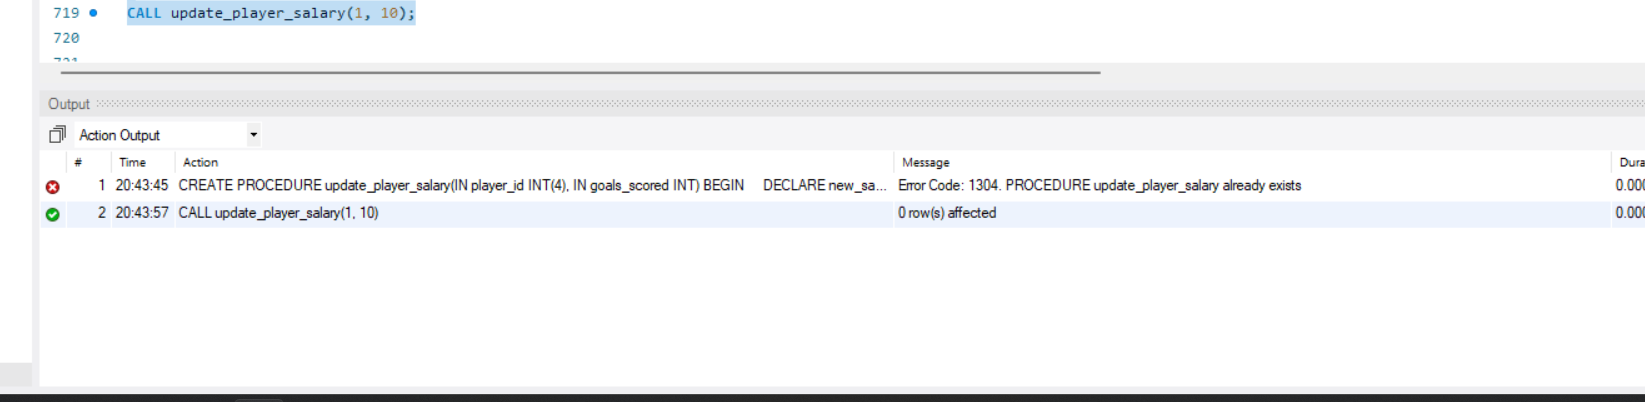 719 CALL update_player_salary(1, 10);
720
721
Output
Action Output
# Time Action Message Dura
1 20:43:45 CREATE PROCEDURE update_player_salary(IN player_id INT(4), IN goals_scored INT) BEGIN DECLARE new_sa... Error Code: 1304. PROCEDURE update_player_salary already exists 0.000
2 20:43:57 CALL update_player_salary(1, 10) 0 row(s) affected 0.000